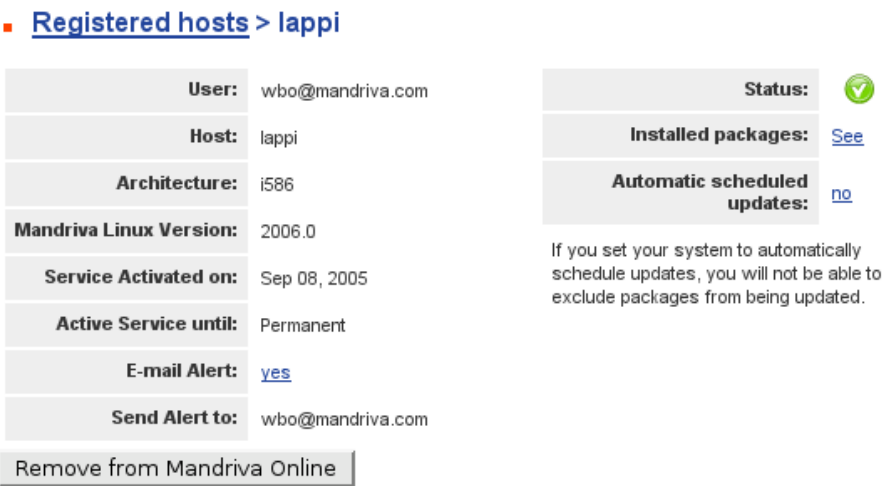 Registered hosts > lappi
User: wbo@mandriva.com
Host: lappi
Architecture: i586
Mandriva Linux Version: 2006.0
Service Activated on: Sep 08, 2005
Active Service until: Permanent
E-mail Alert: yes
Send Alert to: wbo@mandriva.com
Remove from Mandriva Online
Status:
Installed packages: See
Automatic scheduled
updates: no
If you set your system to automatically
schedule updates, you will not be able to
exclude packages from being updated.